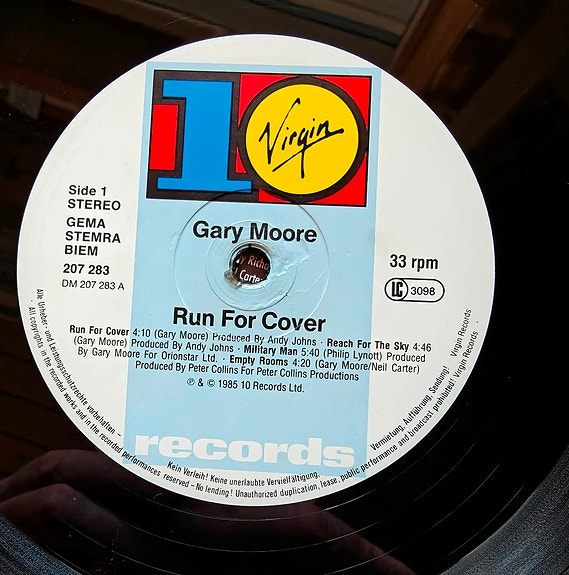 10
Virgin
Side 1
STEREO
GEMA
STEMRA
BIEM
207 283
DM 207 283 A
Gary Moore
33 rpm
LC 3098
Run For Cover
Run For Cover 4:10 (Gary Moore) Produced By Andy Johns · Reach For The Sky 4:46
(Gary Moore) Produced By Andy Johns · Military Man 5:40 (Philip Lynott) Produced
By Gary Moore For Orionstar Ltd. · Empty Rooms 4:20 (Gary Moore/Neil Carter)
Produced By Peter Collins For Peter Collins Productions
℗ & © 1985 10 Records Ltd.
records
Alle Urheber- und Leistungsschutzrechte vorbehalten. Kein Verleih! Keine unerlaubte Vervielfältigung, Vermietung, Aufführung, Sendung! Virgin Records
All copyrights in the recorded works and in the recorded performances reserved – No lending! Unauthorized duplication, lease, public performance and broadcast prohibited! Virgin Records